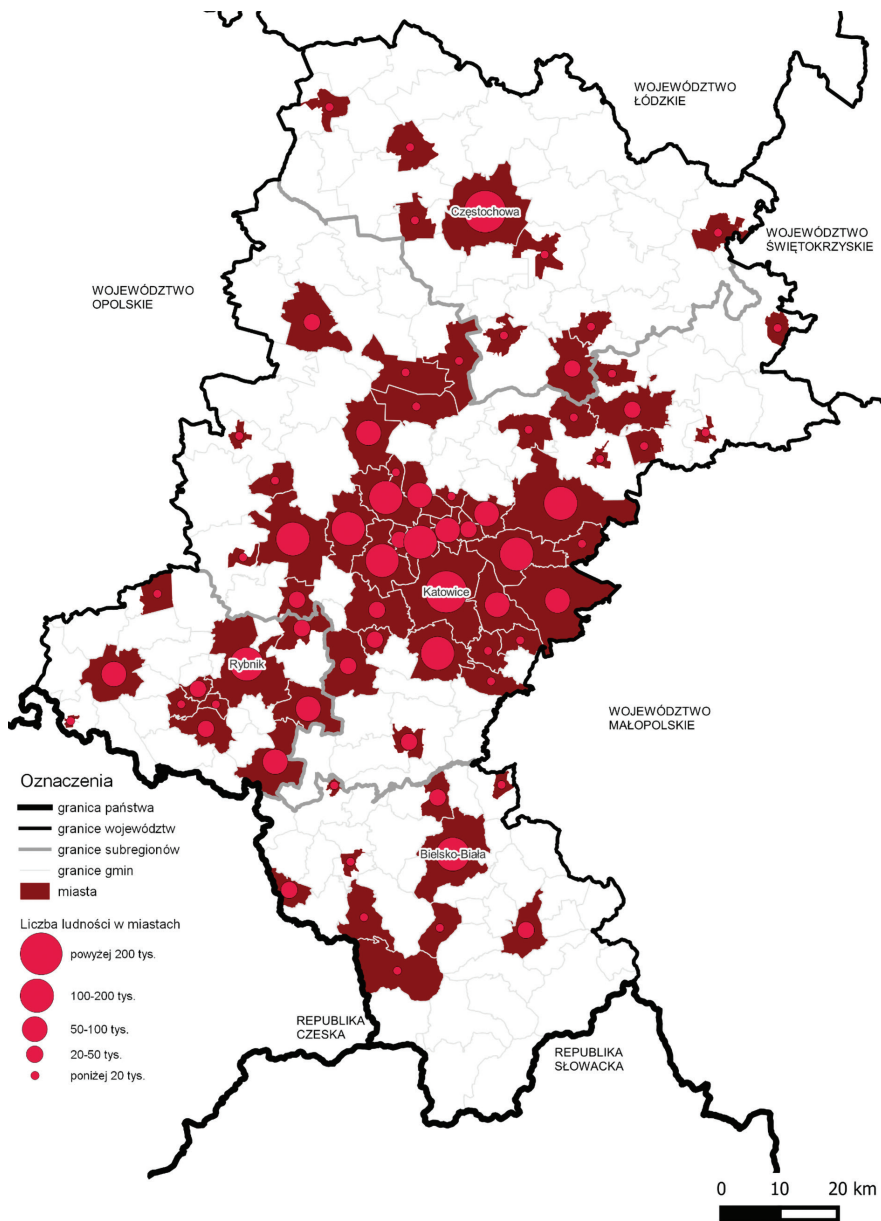 WOJEWÓDZTWO
ŁÓDZKIE
Częstochowa
WOJEWÓDZTWO
ŚWIĘTOKRZYSKIE
WOJEWÓDZTWO
OPOLSKIE
Katowice
Rybnik
WOJEWÓDZTWO
MAŁOPOLSKIE
Bielsko-Biała
Oznaczenia
granica państwa
granice województw
granice subregionów
granice gmin
miasta
Liczba ludności w miastach
powyżej 200 tys.
100-200 tys.
50-100 tys.
20-50 tys.
poniżej 20 tys.
REPUBLIKA
CZESKA
REPUBLIKA
SŁOWACKA
0 10 20 km